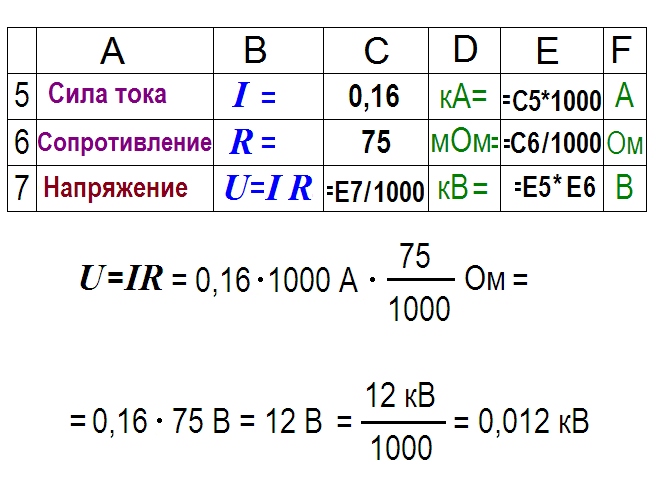 A B C D E F
5 Сила тока I = 0,16 кА= =C5*1000 А
6 Сопротивление R = 75 мОм= =C6/1000 Ом
7 Напряжение U=I R =E7/1000 кВ= =E5*E6 В
U=IR = 0,16·1000 А · 75/1000 Ом =
= 0,16 · 75 В = 12 В = 12 кВ/1000 = 0,012 кВ